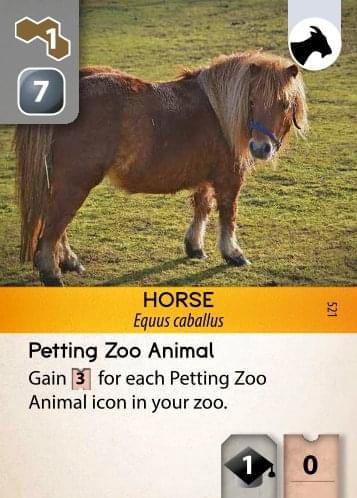 1
7
HORSE
Equus caballus
521
Petting Zoo Animal
Gain 3 for each Petting Zoo
Animal icon in your zoo.
1
0